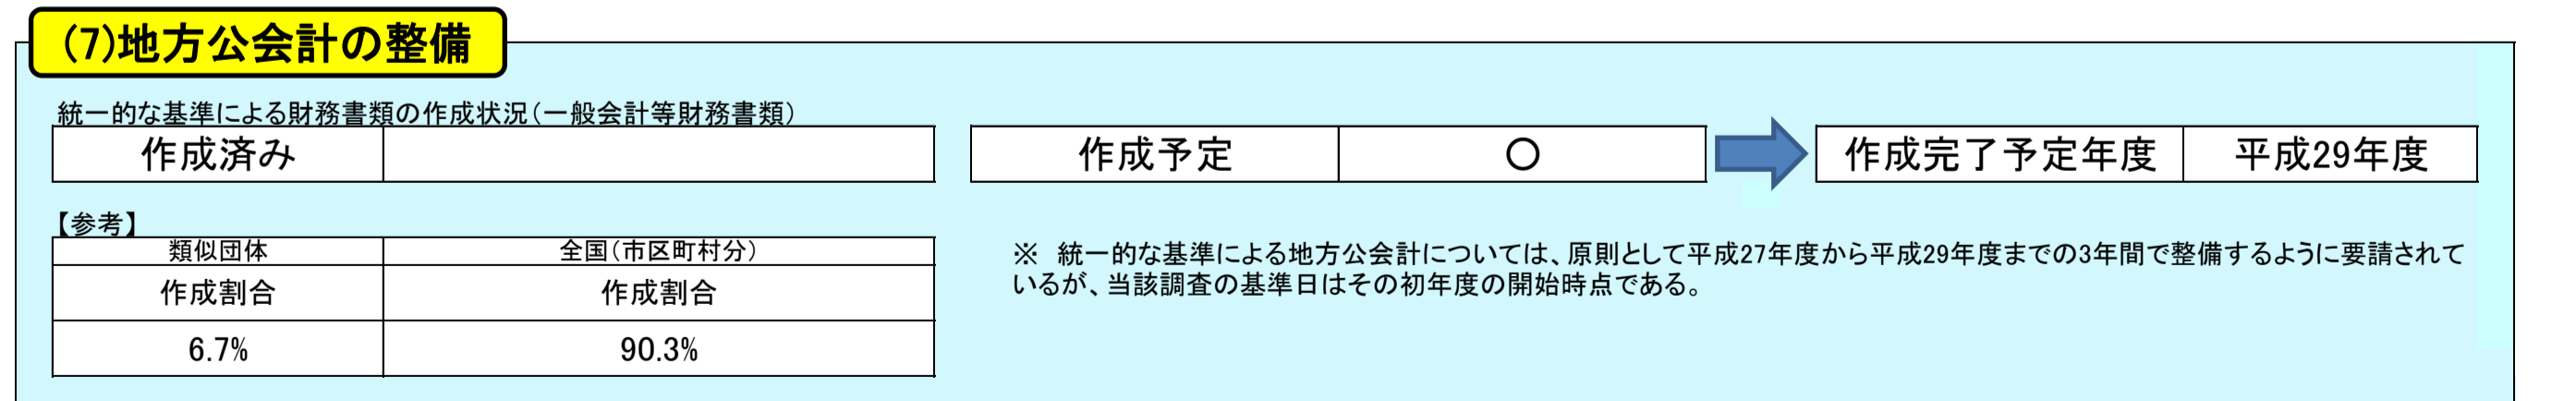 (7)地方公会計の整備
統一的な基準による財務書類の作成状況(一般会計等財務書類)
作成済み
作成予定 ○
作成完了予定年度 平成29年度
【参考】
類似団体 全国(市区町村分)
作成割合 作成割合
6.7% 90.3%
※ 統一的な基準による地方公会計については、原則として平成27年度から平成29年度までの3年間で整備するように要請されて
いるが、当該調査の基準日はその初年度の開始時点である。